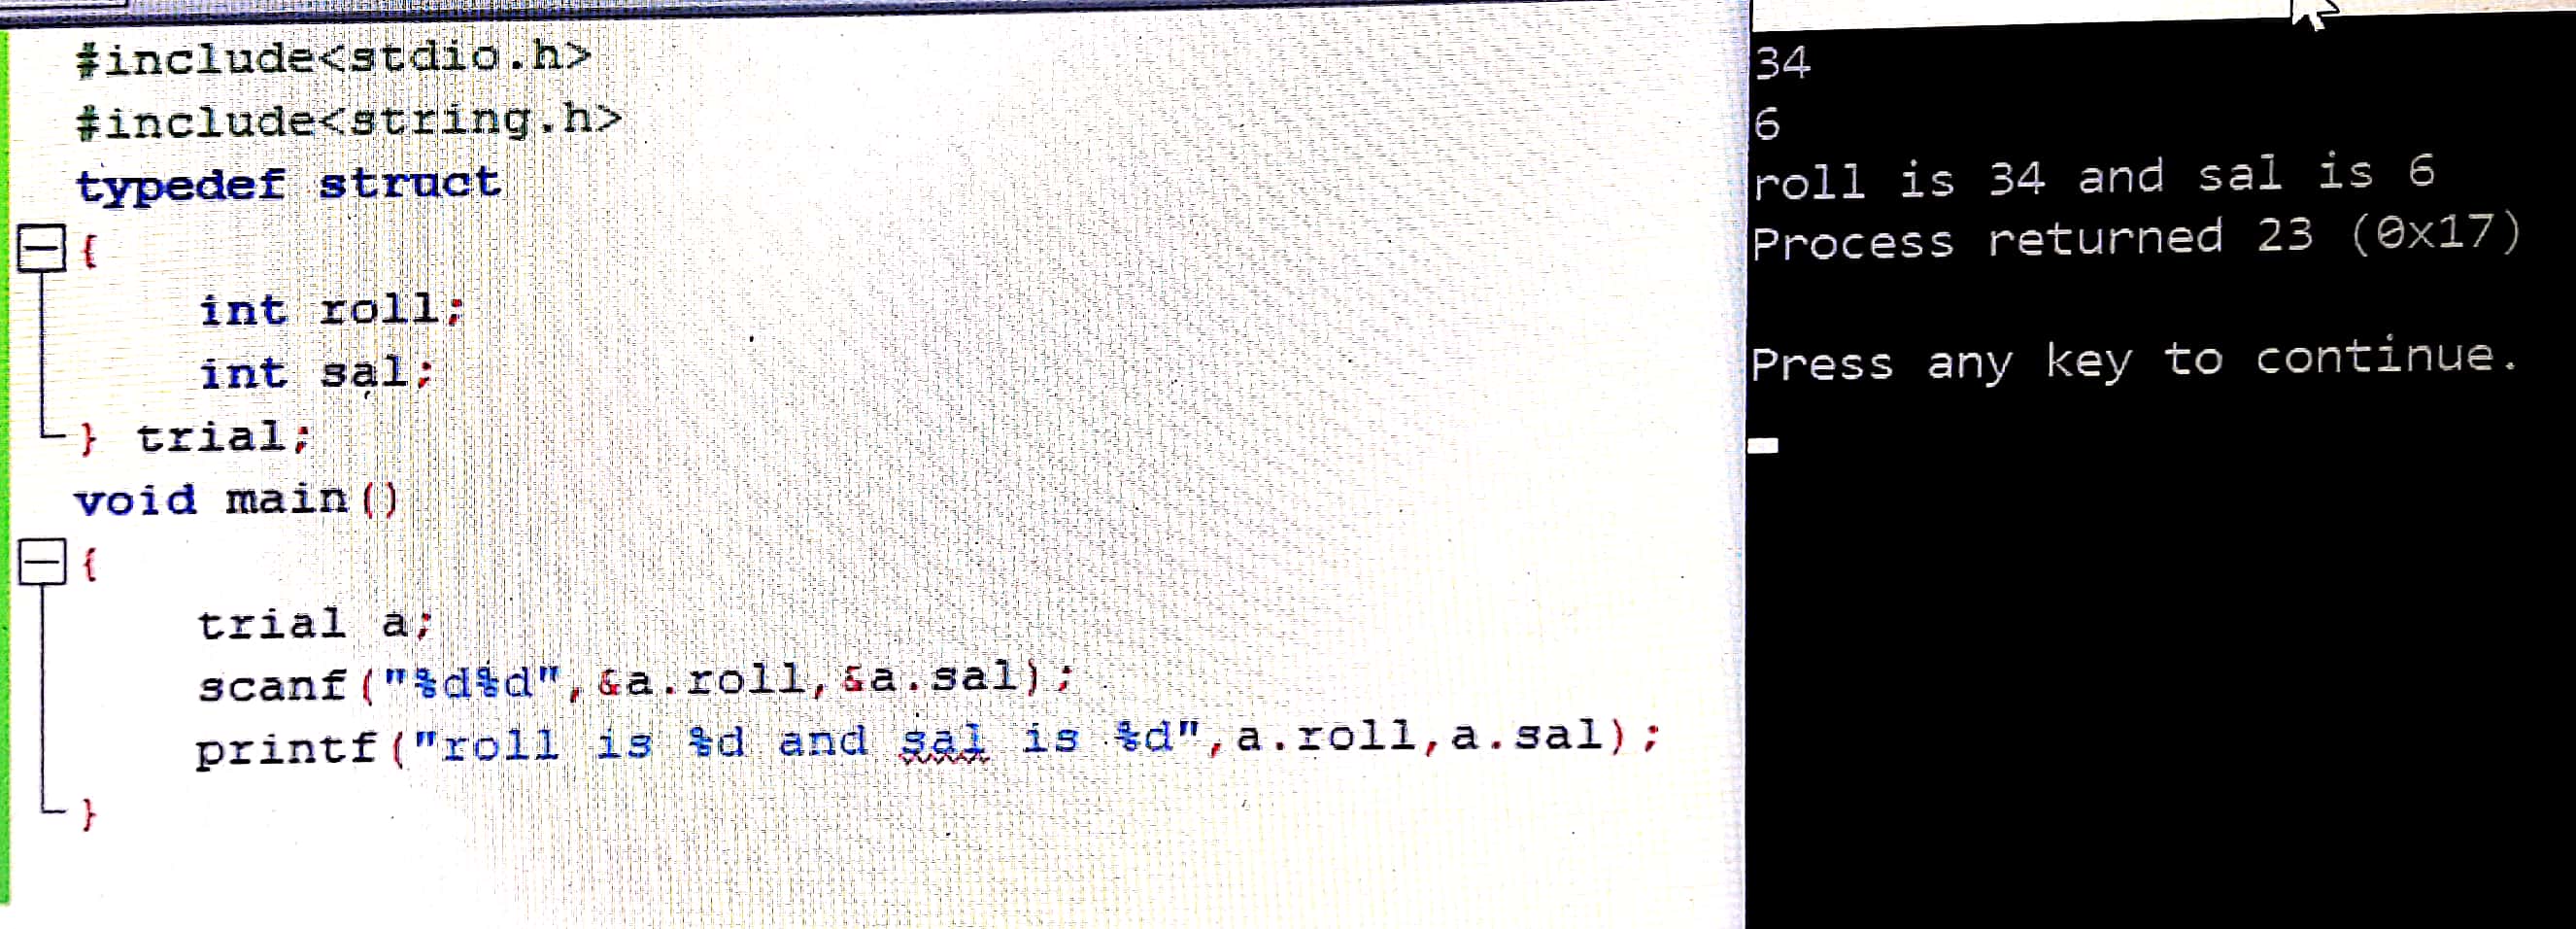 #include<stdio.h>
#include<string.h>
typedef struct
{
int roll;
int sal;
} trial;
void main()
{
trial a;
scanf("%d%d",&a.roll,&a.sal);
printf("roll is %d and sal is %d",a.roll,a.sal);
}
34
6
roll is 34 and sal is 6
Process returned 23 (0x17)
Press any key to continue.